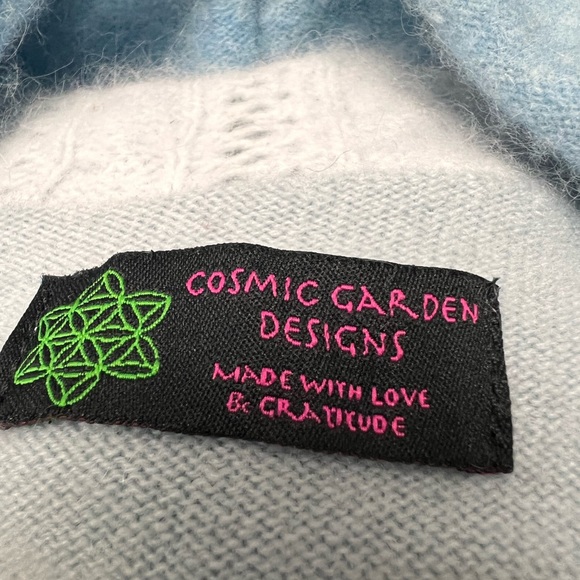 COSMIC GARDEN
DESIGNS
MADE WITH LOVE
& GRATITUDE